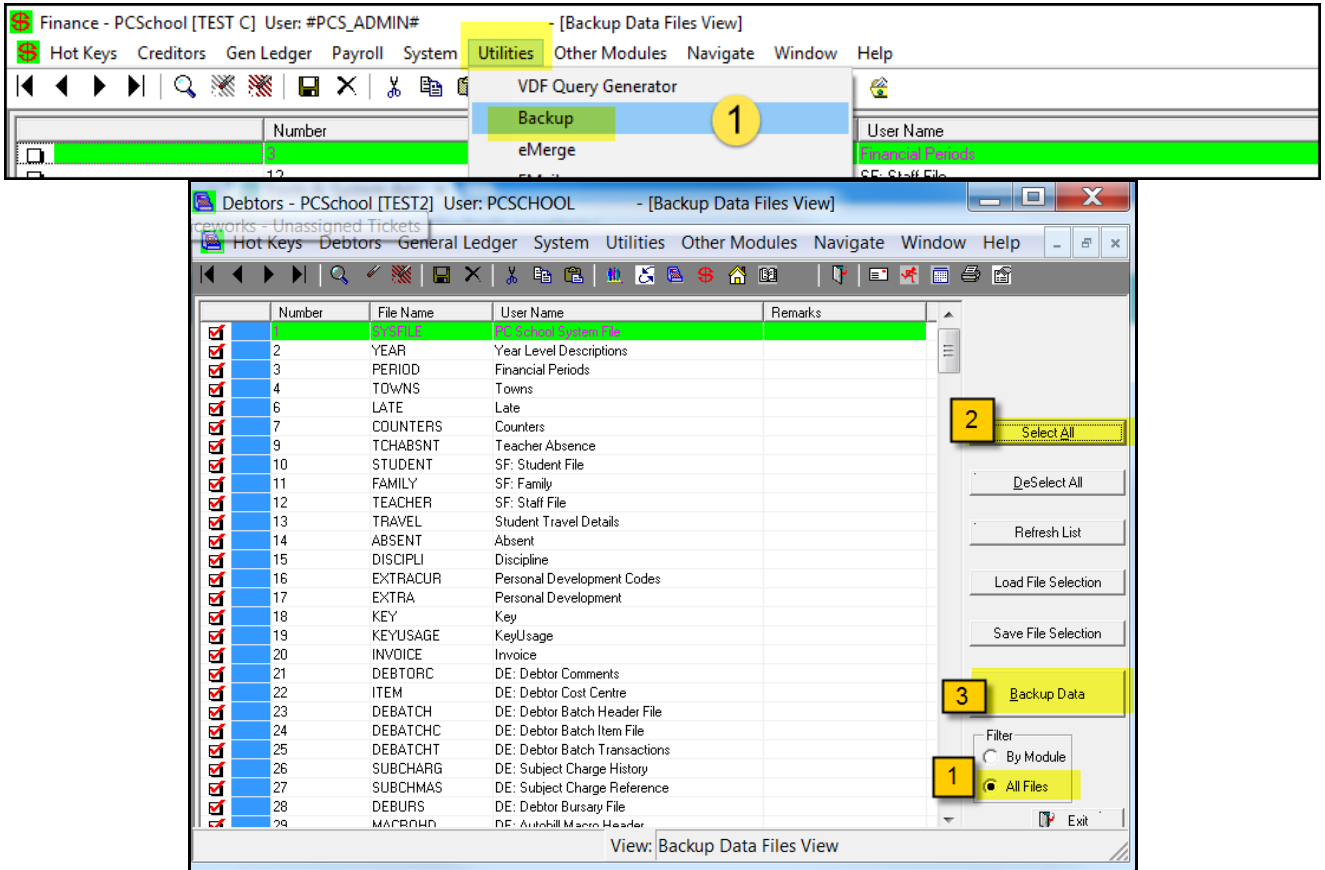 Finance - PCSchool [TEST C] User: #PCS_ADMIN# - [Backup Data Files View]
Hot Keys Creditors Gen Ledger Payroll System Utilities Other Modules Navigate Window Help
VDF Query Generator
Backup 1
eMerge
Number User Name
3 Financial Periods
12 SF: Staff File
Debtors - PCSchool [TEST2] User: PCSCHOOL - [Backup Data Files View]
- Unassigned Tickets
Hot Keys Debtors General Ledger System Utilities Other Modules Navigate Window Help
Number File Name User Name Remarks
1 SYSFILE PC School System File
2 YEAR Year Level Descriptions
3 PERIOD Financial Periods
4 TOWNS Towns
6 LATE Late
7 COUNTERS Counters
9 TCHABSNT Teacher Absence
10 STUDENT SF: Student File
11 FAMILY SF: Family
12 TEACHER SF: Staff File
13 TRAVEL Student Travel Details
14 ABSENT Absent
15 DISCIPLI Discipline
16 EXTRACUR Personal Development Codes
17 EXTRA Personal Development
18 KEY Key
19 KEYUSAGE KeyUsage
20 INVOICE Invoice
21 DEBTORC DE: Debtor Comments
22 ITEM DE: Debtor Cost Centre
23 DEBATCH DE: Debtor Batch Header File
24 DEBATCHC DE: Debtor Batch Item File
25 DEBATCHT DE: Debtor Batch Transactions
26 SUBCHARG DE: Subject Charge History
27 SUBCHMAS DE: Subject Charge Reference
28 DEBURS DE: Debtor Bursary File
29 MACROHD DE: Autobill Macro Header
2 Select All
DeSelect All
Refresh List
Load File Selection
Save File Selection
3 Backup Data
Filter
By Module
1 All Files
Exit
View: Backup Data Files View